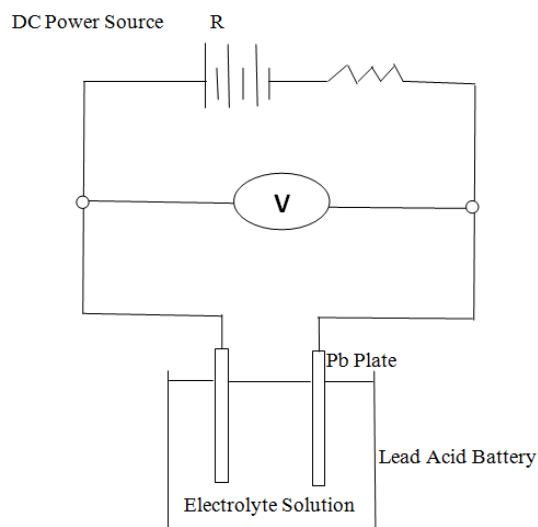 DC Power Source R
V
Pb Plate
Lead Acid Battery
Electrolyte Solution